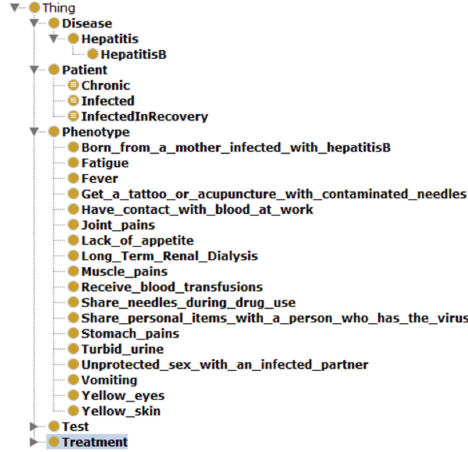 Thing
Disease
Hepatitis
HepatitisB
Patient
Chronic
Infected
InfectedInRecovery
Phenotype
Born_from_a_mother_infected_with_hepatitisB
Fatigue
Fever
Get_a_tattoo_or_acupuncture_with_contaminated_needles
Have_contact_with_blood_at_work
Joint_pains
Lack_of_appetite
Long_Term_Renal_Dialysis
Muscle_pains
Receive_blood_transfusions
Share_needles_during_drug_use
Share_personal_items_with_a_person_who_has_the_virus
Stomach_pains
Turbid_urine
Unprotected_sex_with_an_infected_partner
Vomiting
Yellow_eyes
Yellow_skin
Test
Treatment